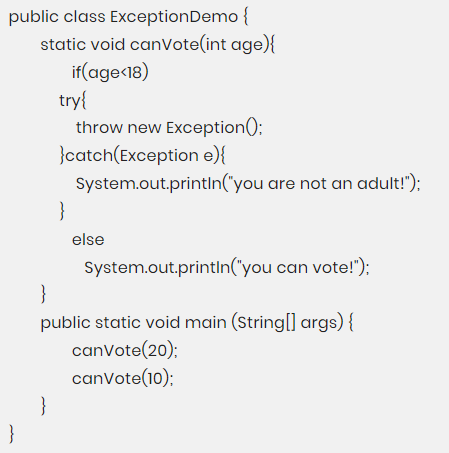 public class ExceptionDemo {
static void canVote(int age){
if(age<18)
try{
throw new Exception();
}catch(Exception e){
System.out.println("you are not an adult!");
}
else
System.out.println("you can vote!");
}
public static void main (String[] args) {
canVote(20);
canVote(10);
}
}